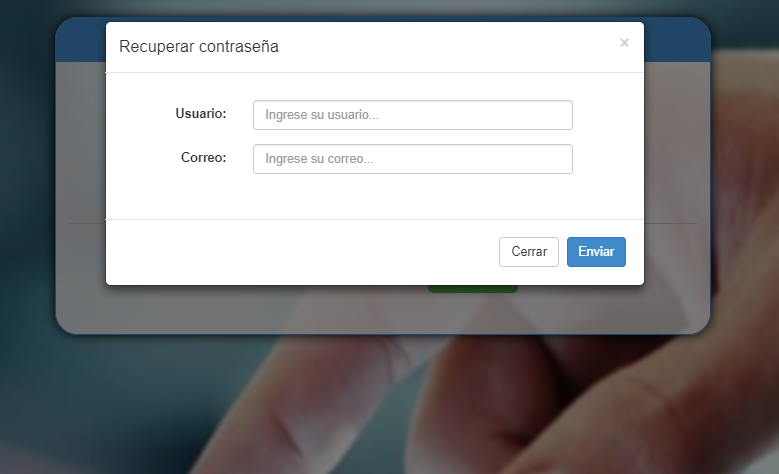 Recuperar contraseña ×
Usuario: Ingrese su usuario...
Correo: Ingrese su correo...
Cerrar Enviar